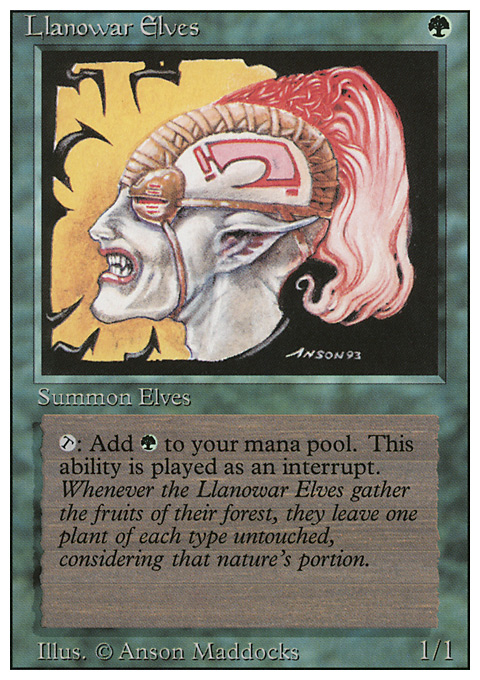 Llanowar Elves
ANSON93
Summon Elves
T: Add to your mana pool. This
ability is played as an interrupt.
Whenever the Llanowar Elves gather
the fruits of their forest, they leave one
plant of each type untouched,
considering that nature's portion.
Illus. © Anson Maddocks 1/1